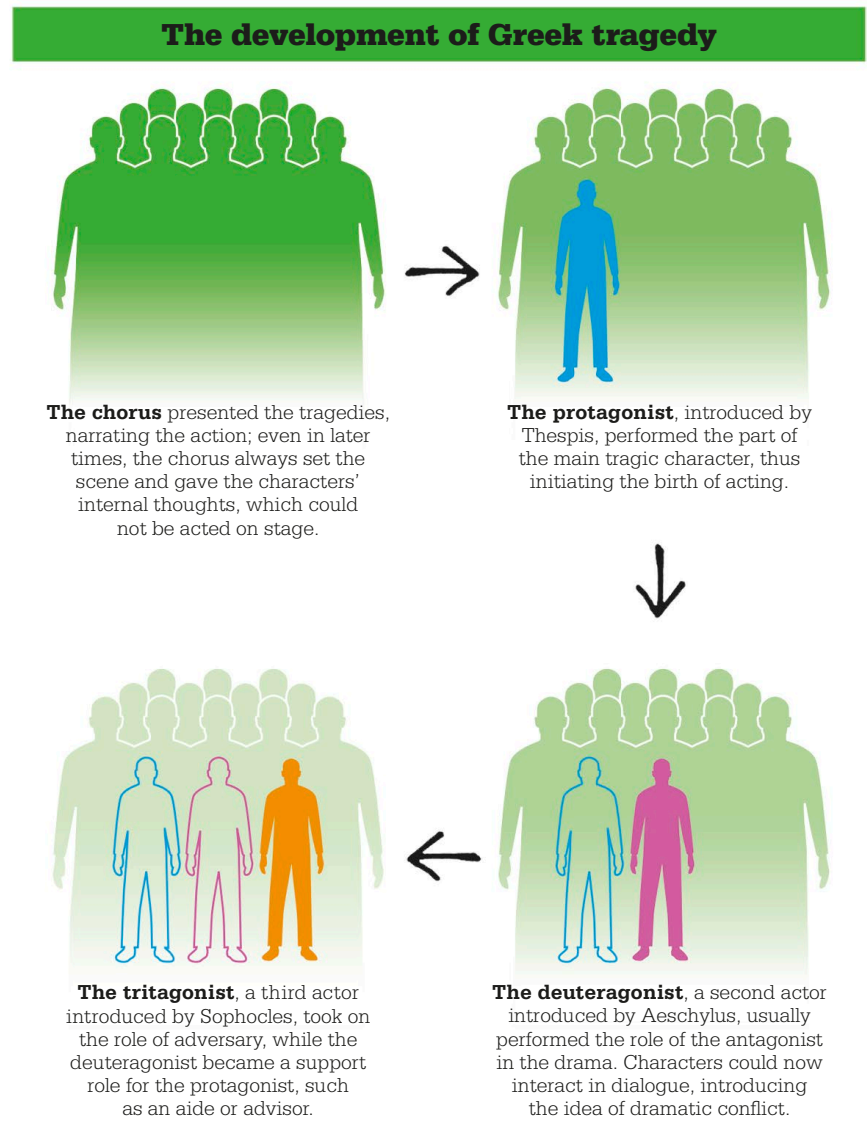 The development of Greek tragedy
The chorus presented the tragedies,
narrating the action; even in later
times, the chorus always set the
scene and gave the characters’
internal thoughts, which could
not be acted on stage.
The protagonist, introduced by
Thespis, performed the part of
the main tragic character, thus
initiating the birth of acting.
The deuteragonist, a second actor
introduced by Aeschylus, usually
performed the role of the antagonist
in the drama. Characters could now
interact in dialogue, introducing
the idea of dramatic conflict.
The tritagonist, a third actor
introduced by Sophocles, took on
the role of adversary, while the
deuteragonist became a support
role for the protagonist, such
as an aide or advisor.